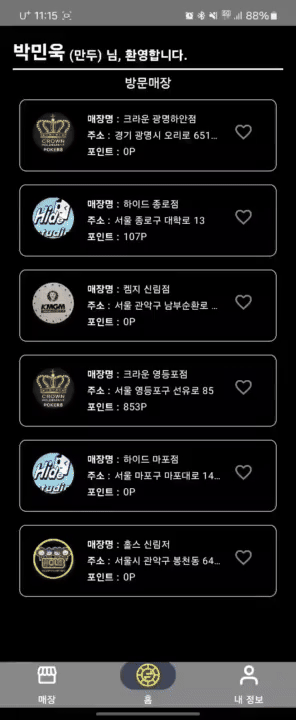 U⁺ 11:15 88%
박민욱 (만두) 님, 환영합니다.
방문매장
CROWN
POKERS
매장명 : 크라운 광명하안점
주소 : 경기 광명시 오리로 651...
포인트 : 0P
Hide
매장명 : 하이드 종로점
주소 : 서울 종로구 대학로 13
포인트 : 107P
KMGM
매장명 : 켐지 신림점
주소 : 서울 관악구 남부순환로 ...
포인트 : 0P
CROWN
POKERS
매장명 : 크라운 영등포점
주소 : 서울 영등포구 선유로 85
포인트 : 853P
Hide
매장명 : 하이드 마포점
주소 : 서울 마포구 마포대로 14...
포인트 : 0P
매장명 : 홀스 신림저
주소 : 서울시 관악구 봉천동 64...
포인트 : 0P
매장 홈 내 정보